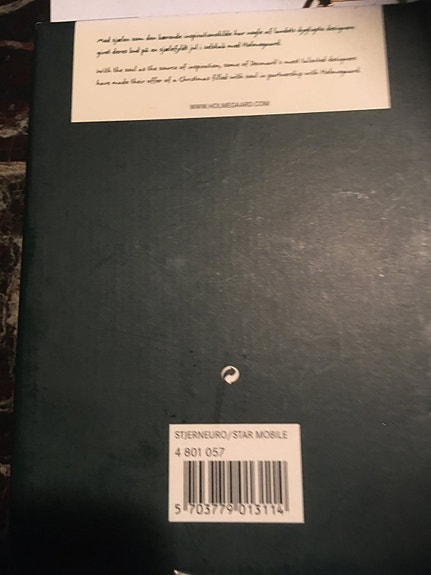 Med sjælen som den bærende inspirationskilde har nogle af landets dygtigste designere
givet deres bud på en sjælefyldt jul i selskab med Holmegaard.
With the soul as the source of inspiration, some of Denmark's most talented designers
have made their offer of a Christmas filled with soul in partnership with Holmegaard.
WWW.HOLMEGAARD.COM
STJERNEURO/STAR MOBILE
4 801 057
5 703779 013114